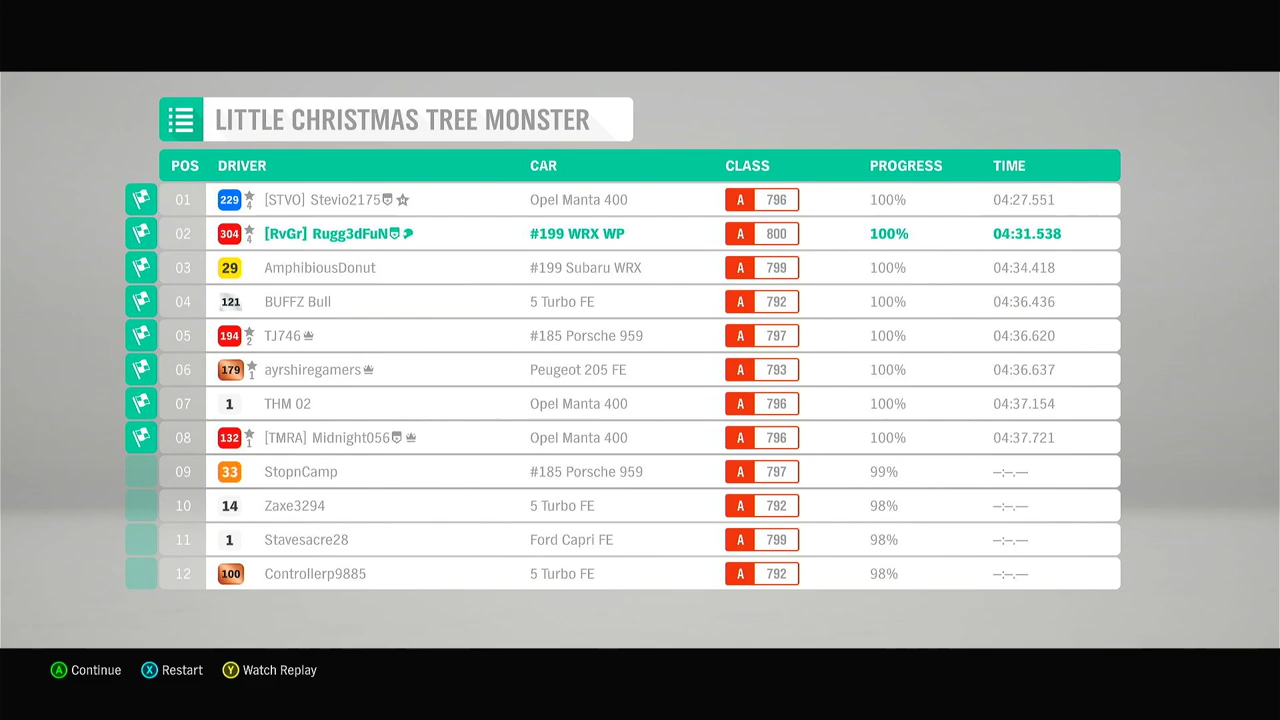 LITTLE CHRISTMAS TREE MONSTER
POS DRIVER CAR CLASS PROGRESS TIME
01 229 4 [STVO] Stevio2175 Opel Manta 400 A 796 100% 04:27.551
02 304 4 [RvGr] Rugg3dFuN #199 WRX WP A 800 100% 04:31.538
03 29 AmphibiousDonut #199 Subaru WRX A 799 100% 04:34.418
04 121 BUFFZ Bull 5 Turbo FE A 792 100% 04:36.436
05 194 2 TJ746 #185 Porsche 959 A 797 100% 04:36.620
06 179 1 ayrshiregamers Peugeot 205 FE A 793 100% 04:36.637
07 1 THM 02 Opel Manta 400 A 796 100% 04:37.154
08 132 1 [TMRA] Midnight056 Opel Manta 400 A 796 100% 04:37.721
09 33 StopnCamp #185 Porsche 959 A 797 99% –:–.––
10 14 Zaxe3294 5 Turbo FE A 792 98% –:–.––
11 1 Stavesacre28 Ford Capri FE A 799 98% –:–.––
12 100 Controllerp9885 5 Turbo FE A 792 98% –:–.––
A Continue X Restart Y Watch Replay